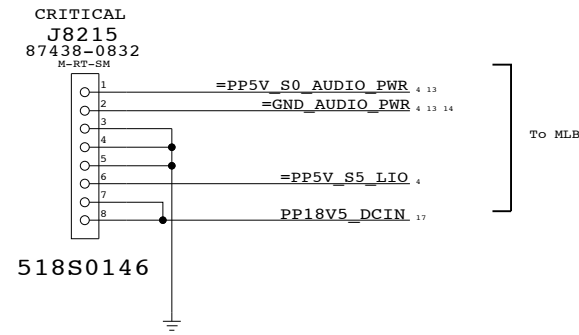 CRITICAL
J8215
87438-0832
M-RT-SM
1 =PP5V_S0_AUDIO_PWR 4 13
2 =GND_AUDIO_PWR 4 13 14
3
4
5
6 =PP5V_S5_LIO 4
7
8 PP18V5_DCIN 17
To MLB
518S0146